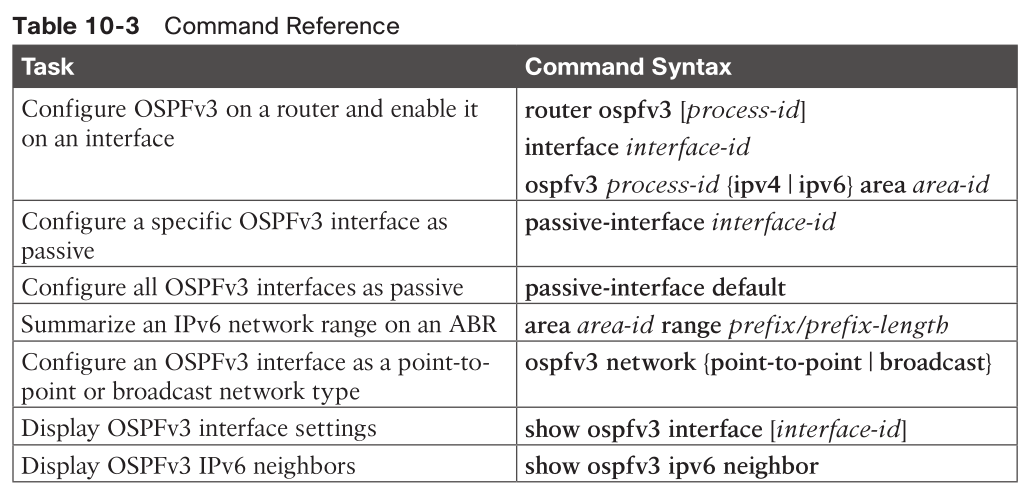 Table 10-3 Command Reference
Task Command Syntax
Configure OSPFv3 on a router and enable it
on an interface
router ospfv3 [process-id]
interface interface-id
ospfv3 process-id {ipv4 | ipv6} area area-id
Configure a specific OSPFv3 interface as
passive
passive-interface interface-id
Configure all OSPFv3 interfaces as passive
passive-interface default
Summarize an IPv6 network range on an ABR
area area-id range prefix/prefix-length
Configure an OSPFv3 interface as a point-to-
point or broadcast network type
ospfv3 network {point-to-point | broadcast}
Display OSPFv3 interface settings
show ospfv3 interface [interface-id]
Display OSPFv3 IPv6 neighbors
show ospfv3 ipv6 neighbor